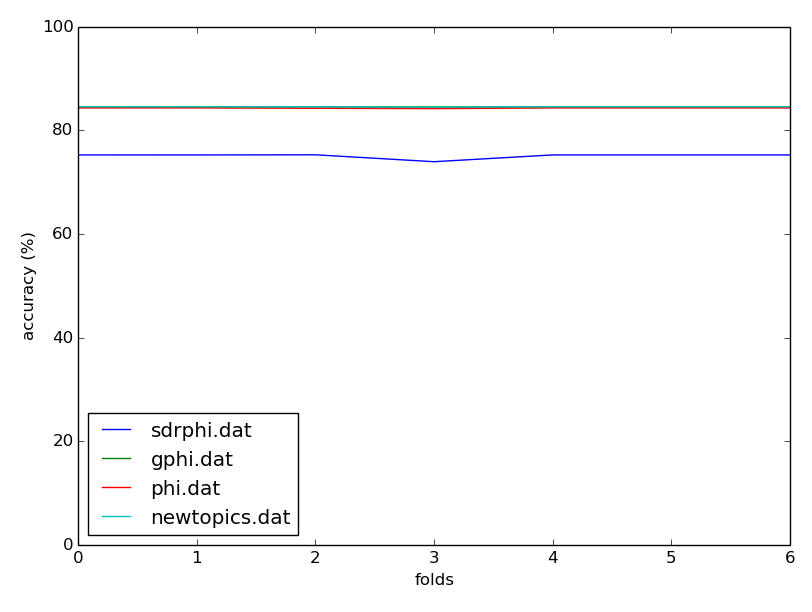 100
80
60
40
20
0
accuracy (%)
sdrphi.dat
gphi.dat
phi.dat
newtopics.dat
0 1 2 3 4 5 6
folds